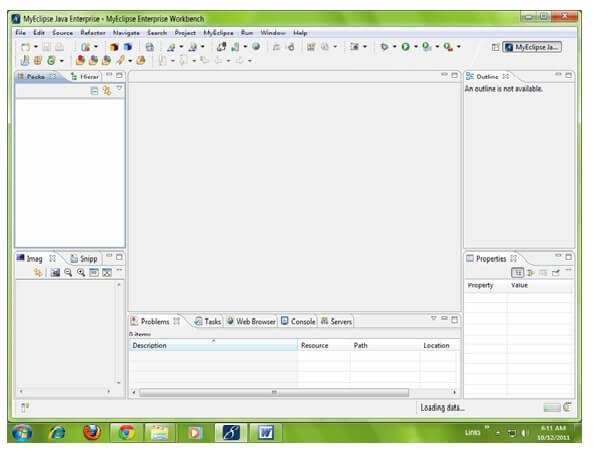 MyEclipse Java Enterprise - MyEclipse Enterprise Workbench
File Edit Source Refactor Navigate Search Project MyEclipse Run Window Help
MyEclipse Ja...
Packa Hierar Outline
An outline is not available.
Imag Snipp Properties
Property Value
Problems Tasks Web Browser Console Servers
0 items
Description Resource Path Location
Loading data...
Links 6:11 AM
10/12/2011